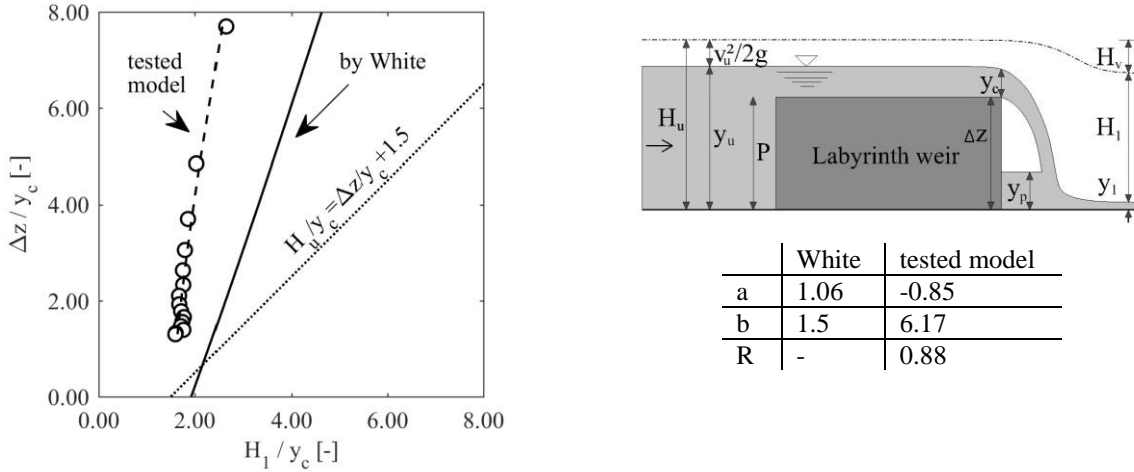 8.00
6.00
4.00
2.00
0.00
Δz / y_c [-]
tested
model
by White
H_u/y_c=Δz/y_c+1.5
0.00 2.00 4.00 6.00 8.00
H_1 / y_c [-]
v_u^2/2g
H_u
y_u
P
Labyrinth weir
Δz
y_c
y_p
H_v
H_1
y_1
White tested model
a 1.06 -0.85
b 1.5 6.17
R - 0.88